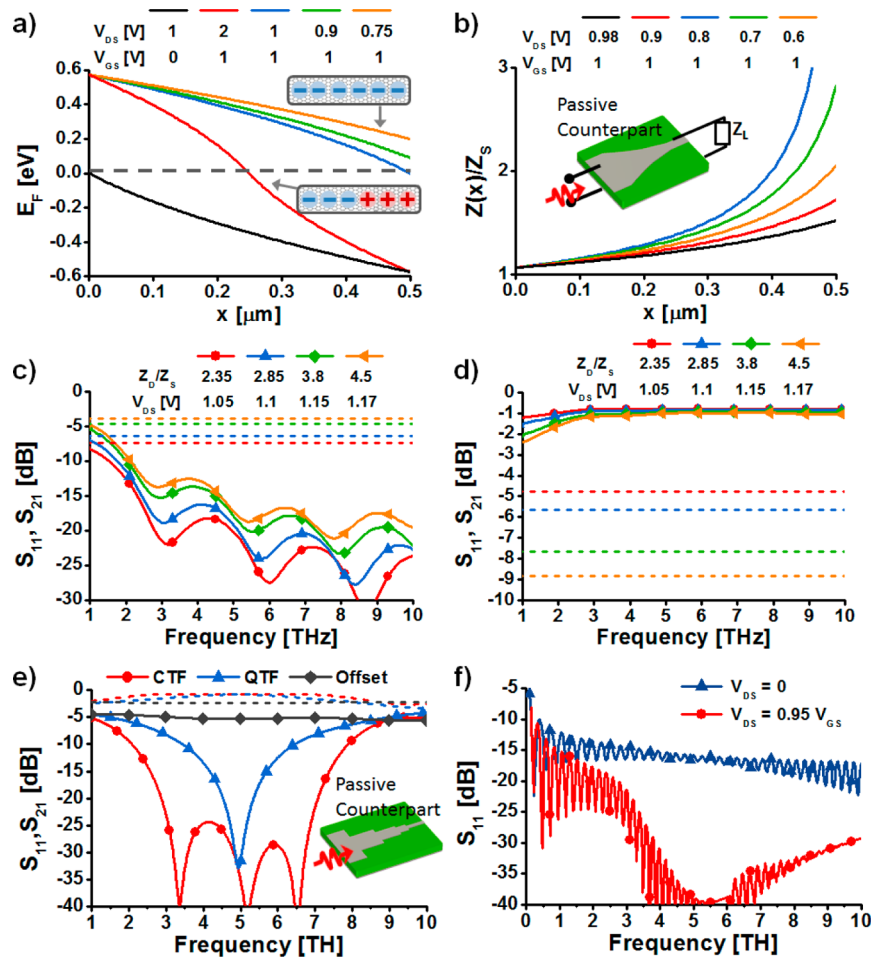 a)
V_DS [V] 1 2 1 0.9 0.75
V_GS [V] 0 1 1 1 1
0.6
0.4
0.2
0.0
-0.2
-0.4
-0.6
E_F [eV]
0.0 0.1 0.2 0.3 0.4 0.5
x [μm]
b)
V_DS [V] 0.98 0.9 0.8 0.7 0.6
V_GS [V] 1 1 1 1 1
3
2
1
Z(x)/Z_S
Passive
Counterpart
Z_L
0.0 0.1 0.2 0.3 0.4 0.5
x [μm]
c)
Z_D/Z_S 2.35 2.85 3.8 4.5
V_DS [V] 1.05 1.1 1.15 1.17
0
-5
-10
-15
-20
-25
-30
S_11, S_21 [dB]
1 2 3 4 5 6 7 8 9 10
Frequency [THz]
d)
Z_D/Z_S 2.35 2.85 3.8 4.5
V_DS [V] 1.05 1.1 1.15 1.17
0
-1
-2
-3
-4
-5
-6
-7
-8
-9
-10
S_11, S_21 [dB]
1 2 3 4 5 6 7 8 9 10
Frequency [THz]
e)
CTF QTF Offset
0
-5
-10
-15
-20
-25
-30
-35
-40
S_11, S_21 [dB]
Passive
Counterpart
1 2 3 4 5 6 7 8 9 10
Frequency [TH]
f)
V_DS = 0
V_DS = 0.95 V_GS
-5
-10
-15
-20
-25
-30
-35
-40
S_11 [dB]
0 1 2 3 4 5 6 7 8 9 10
Frequency [TH]